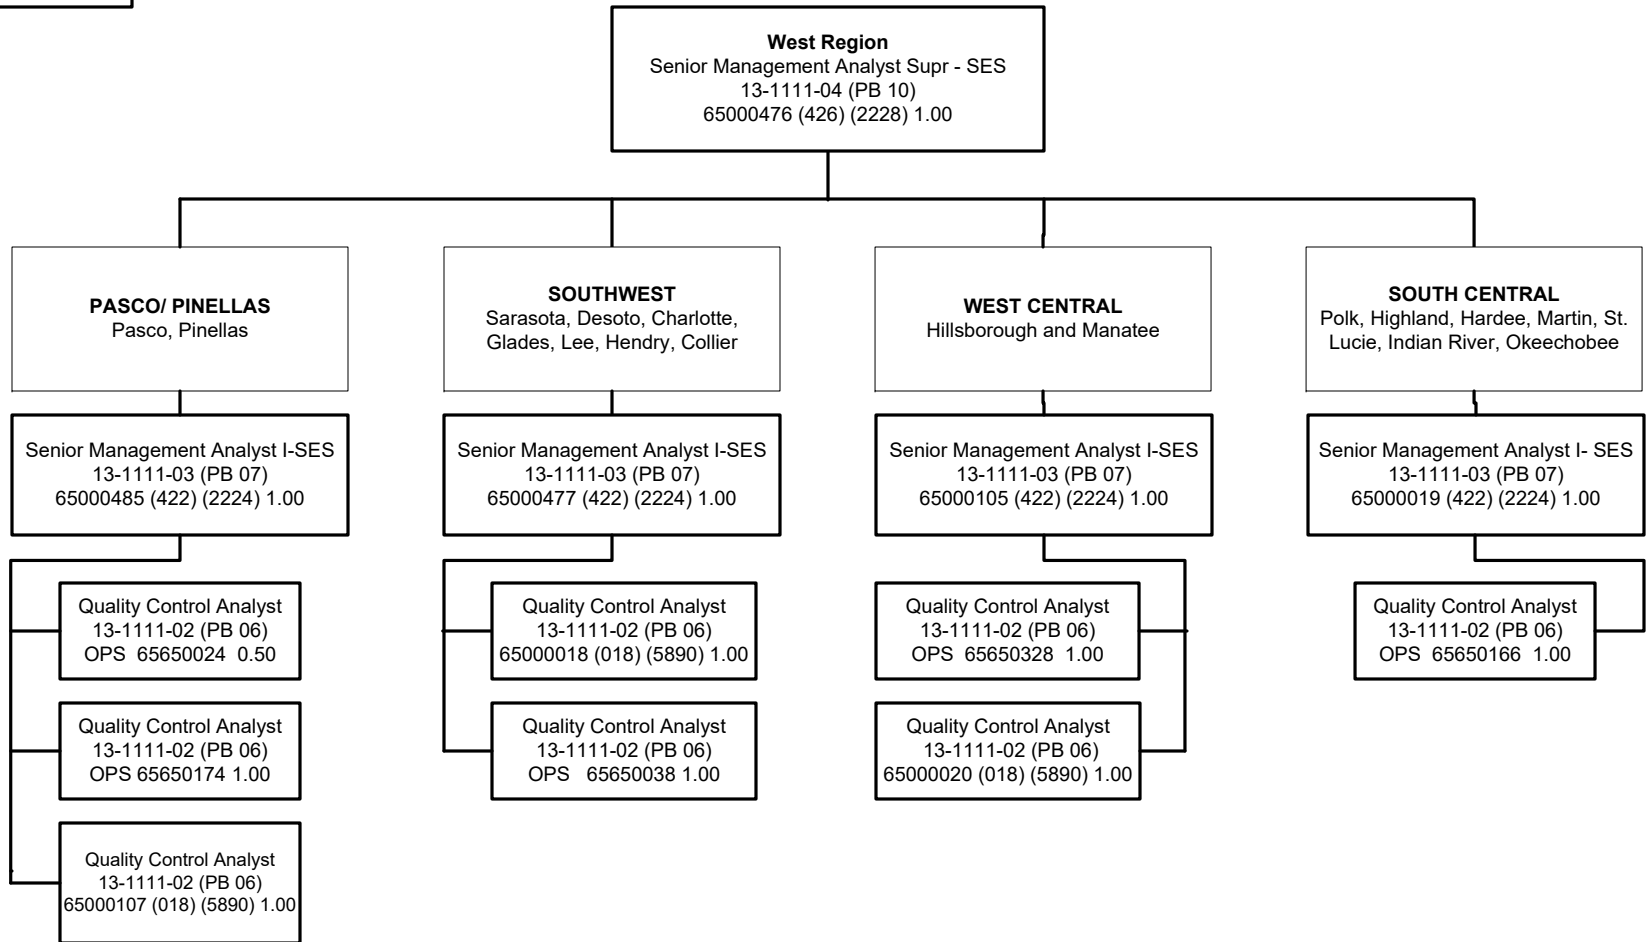 West Region
Senior Management Analyst Supr - SES
13-1111-04 (PB 10)
65000476 (426) (2228) 1.00
PASCO/ PINELLAS
Pasco, Pinellas
SOUTHWEST
Sarasota, Desoto, Charlotte,
Glades, Lee, Hendry, Collier
WEST CENTRAL
Hillsborough and Manatee
SOUTH CENTRAL
Polk, Highland, Hardee, Martin, St.
Lucie, Indian River, Okeechobee
Senior Management Analyst I-SES
13-1111-03 (PB 07)
65000485 (422) (2224) 1.00
Senior Management Analyst I-SES
13-1111-03 (PB 07)
65000477 (422) (2224) 1.00
Senior Management Analyst I-SES
13-1111-03 (PB 07)
65000105 (422) (2224) 1.00
Senior Management Analyst I- SES
13-1111-03 (PB 07)
65000019 (422) (2224) 1.00
Quality Control Analyst
13-1111-02 (PB 06)
OPS  65650024  0.50
Quality Control Analyst
13-1111-02 (PB 06)
65000018 (018) (5890) 1.00
Quality Control Analyst
13-1111-02 (PB 06)
OPS  65650328  1.00
Quality Control Analyst
13-1111-02 (PB 06)
OPS  65650166  1.00
Quality Control Analyst
13-1111-02 (PB 06)
OPS 65650174 1.00
Quality Control Analyst
13-1111-02 (PB 06)
OPS   65650038 1.00
Quality Control Analyst
13-1111-02 (PB 06)
65000020 (018) (5890) 1.00
Quality Control Analyst
13-1111-02 (PB 06)
65000107 (018) (5890) 1.00